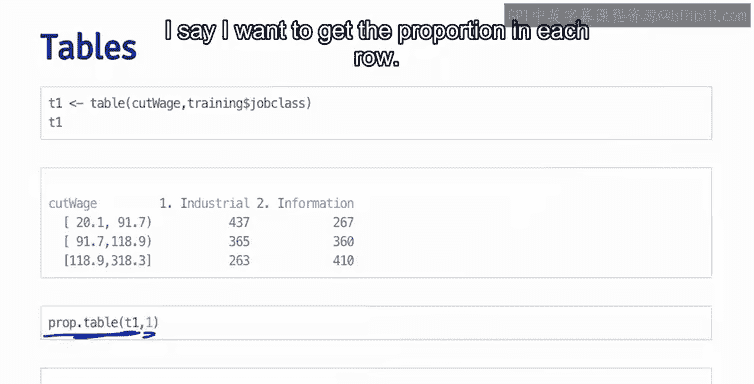 Tables
I say I want to get the proportion in each
row.
t1 <- table(cutWage,training$jobclass)
t1
cutWage 1. Industrial 2. Information
[ 20.1, 91.7) 437 267
[ 91.7,118.9) 365 360
[118.9,318.3] 263 410
prop.table(t1,1)